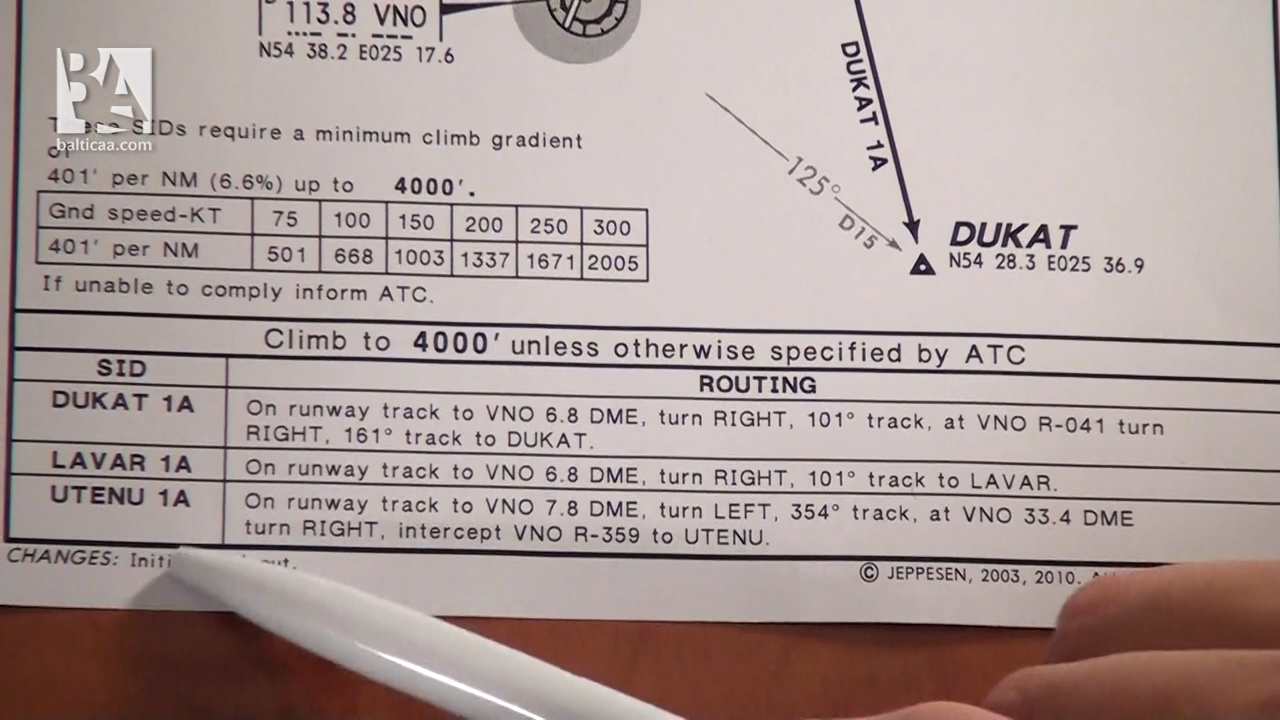 113.8 VNO
N54 38.2 E025 17.6
BA
balticaa.com
SIDs require a minimum climb gradient
of
401' per NM (6.6%) up to 4000'.
Gnd speed-KT 75 100 150 200 250 300
401' per NM 501 668 1003 1337 1671 2005
If unable to comply inform ATC.
DUKAT 1A
125°
D15
DUKAT
N54 28.3 E025 36.9
Climb to 4000' unless otherwise specified by ATC
SID ROUTING
DUKAT 1A On runway track to VNO 6.8 DME, turn RIGHT, 101° track, at VNO R-041 turn
RIGHT, 161° track to DUKAT.
LAVAR 1A On runway track to VNO 6.8 DME, turn RIGHT, 101° track to LAVAR.
UTENU 1A On runway track to VNO 7.8 DME, turn LEFT, 354° track, at VNO 33.4 DME
turn RIGHT, intercept VNO R-359 to UTENU.
CHANGES:
© JEPPESEN, 2003, 2010.